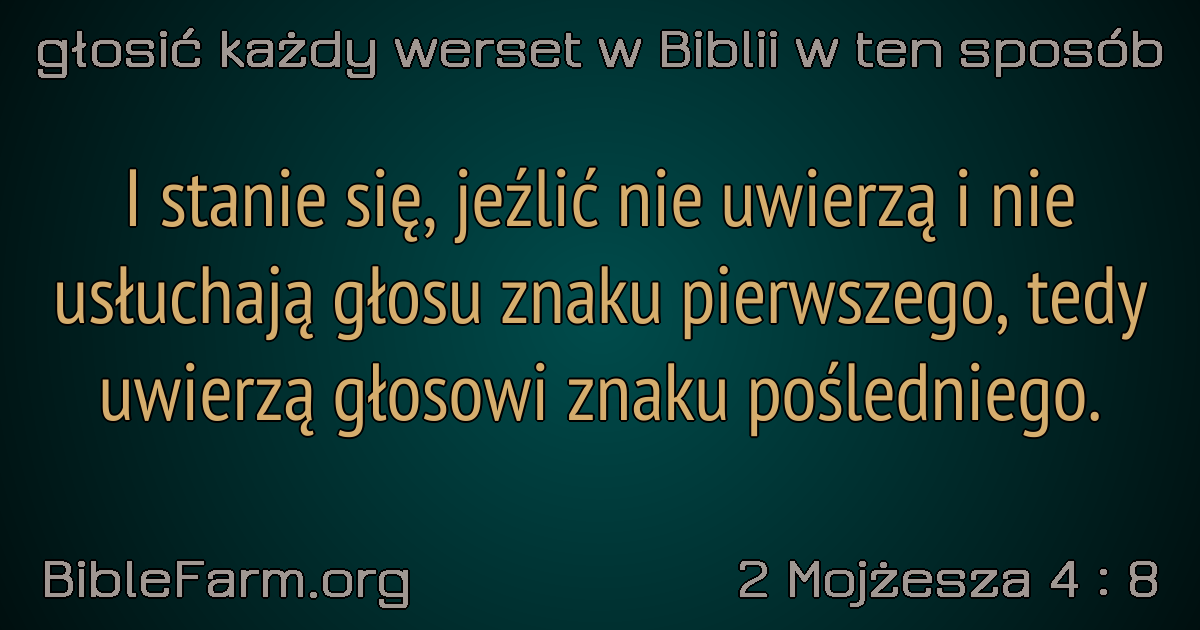 głosić każdy werset w Biblii w ten sposób
I stanie się, jeźlić nie uwierzą i nie
usłuchają głosu znaku pierwszego, tedy
uwierzą głosowi znaku pośledniego.
BibleFarm.org
2 Mojżesza 4 : 8